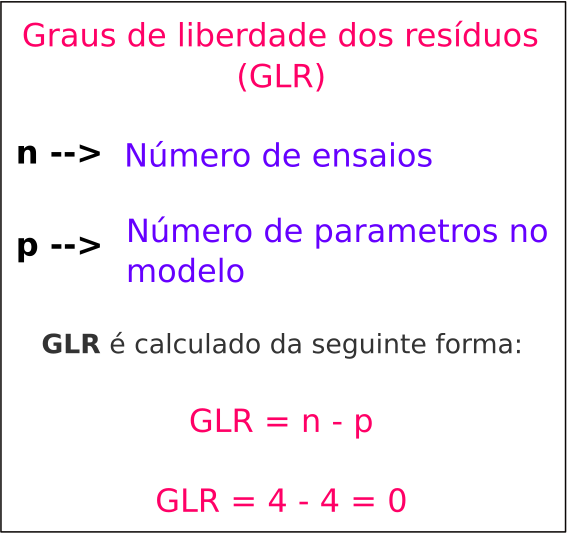 Graus de liberdade dos resíduos
(GLR)
n --> Número de ensaios
p --> Número de parametros no
modelo
GLR é calculado da seguinte forma:
GLR = n - p
GLR = 4 - 4 = 0